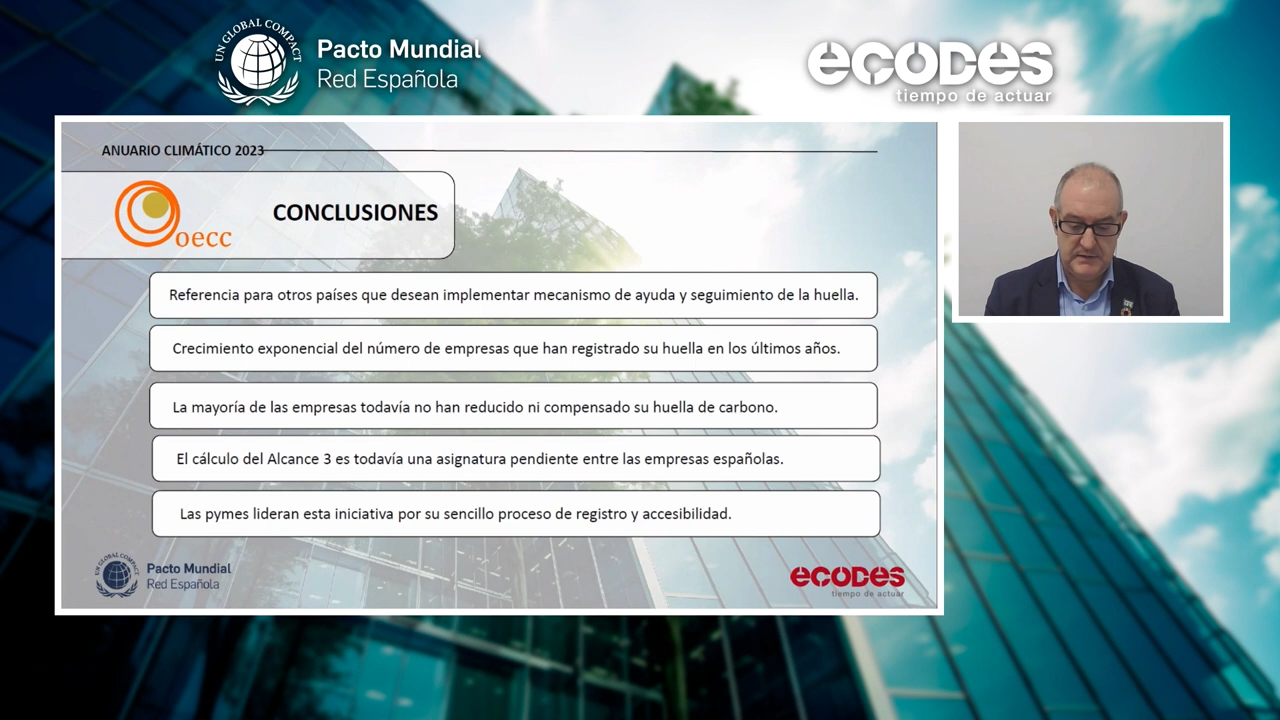 UN GLOBAL COMPACT
Pacto Mundial
Red Española
ecodes
tiempo de actuar
ANUARIO CLIMÁTICO 2023
oecc
CONCLUSIONES
Referencia para otros países que desean implementar mecanismo de ayuda y seguimiento de la huella.
Crecimiento exponencial del número de empresas que han registrado su huella en los últimos años.
La mayoría de las empresas todavía no han reducido ni compensado su huella de carbono.
El cálculo del Alcance 3 es todavía una asignatura pendiente entre las empresas españolas.
Las pymes lideran esta iniciativa por su sencillo proceso de registro y accesibilidad.
UN GLOBAL COMPACT
Pacto Mundial
Red Española
ecodes
tiempo de actuar